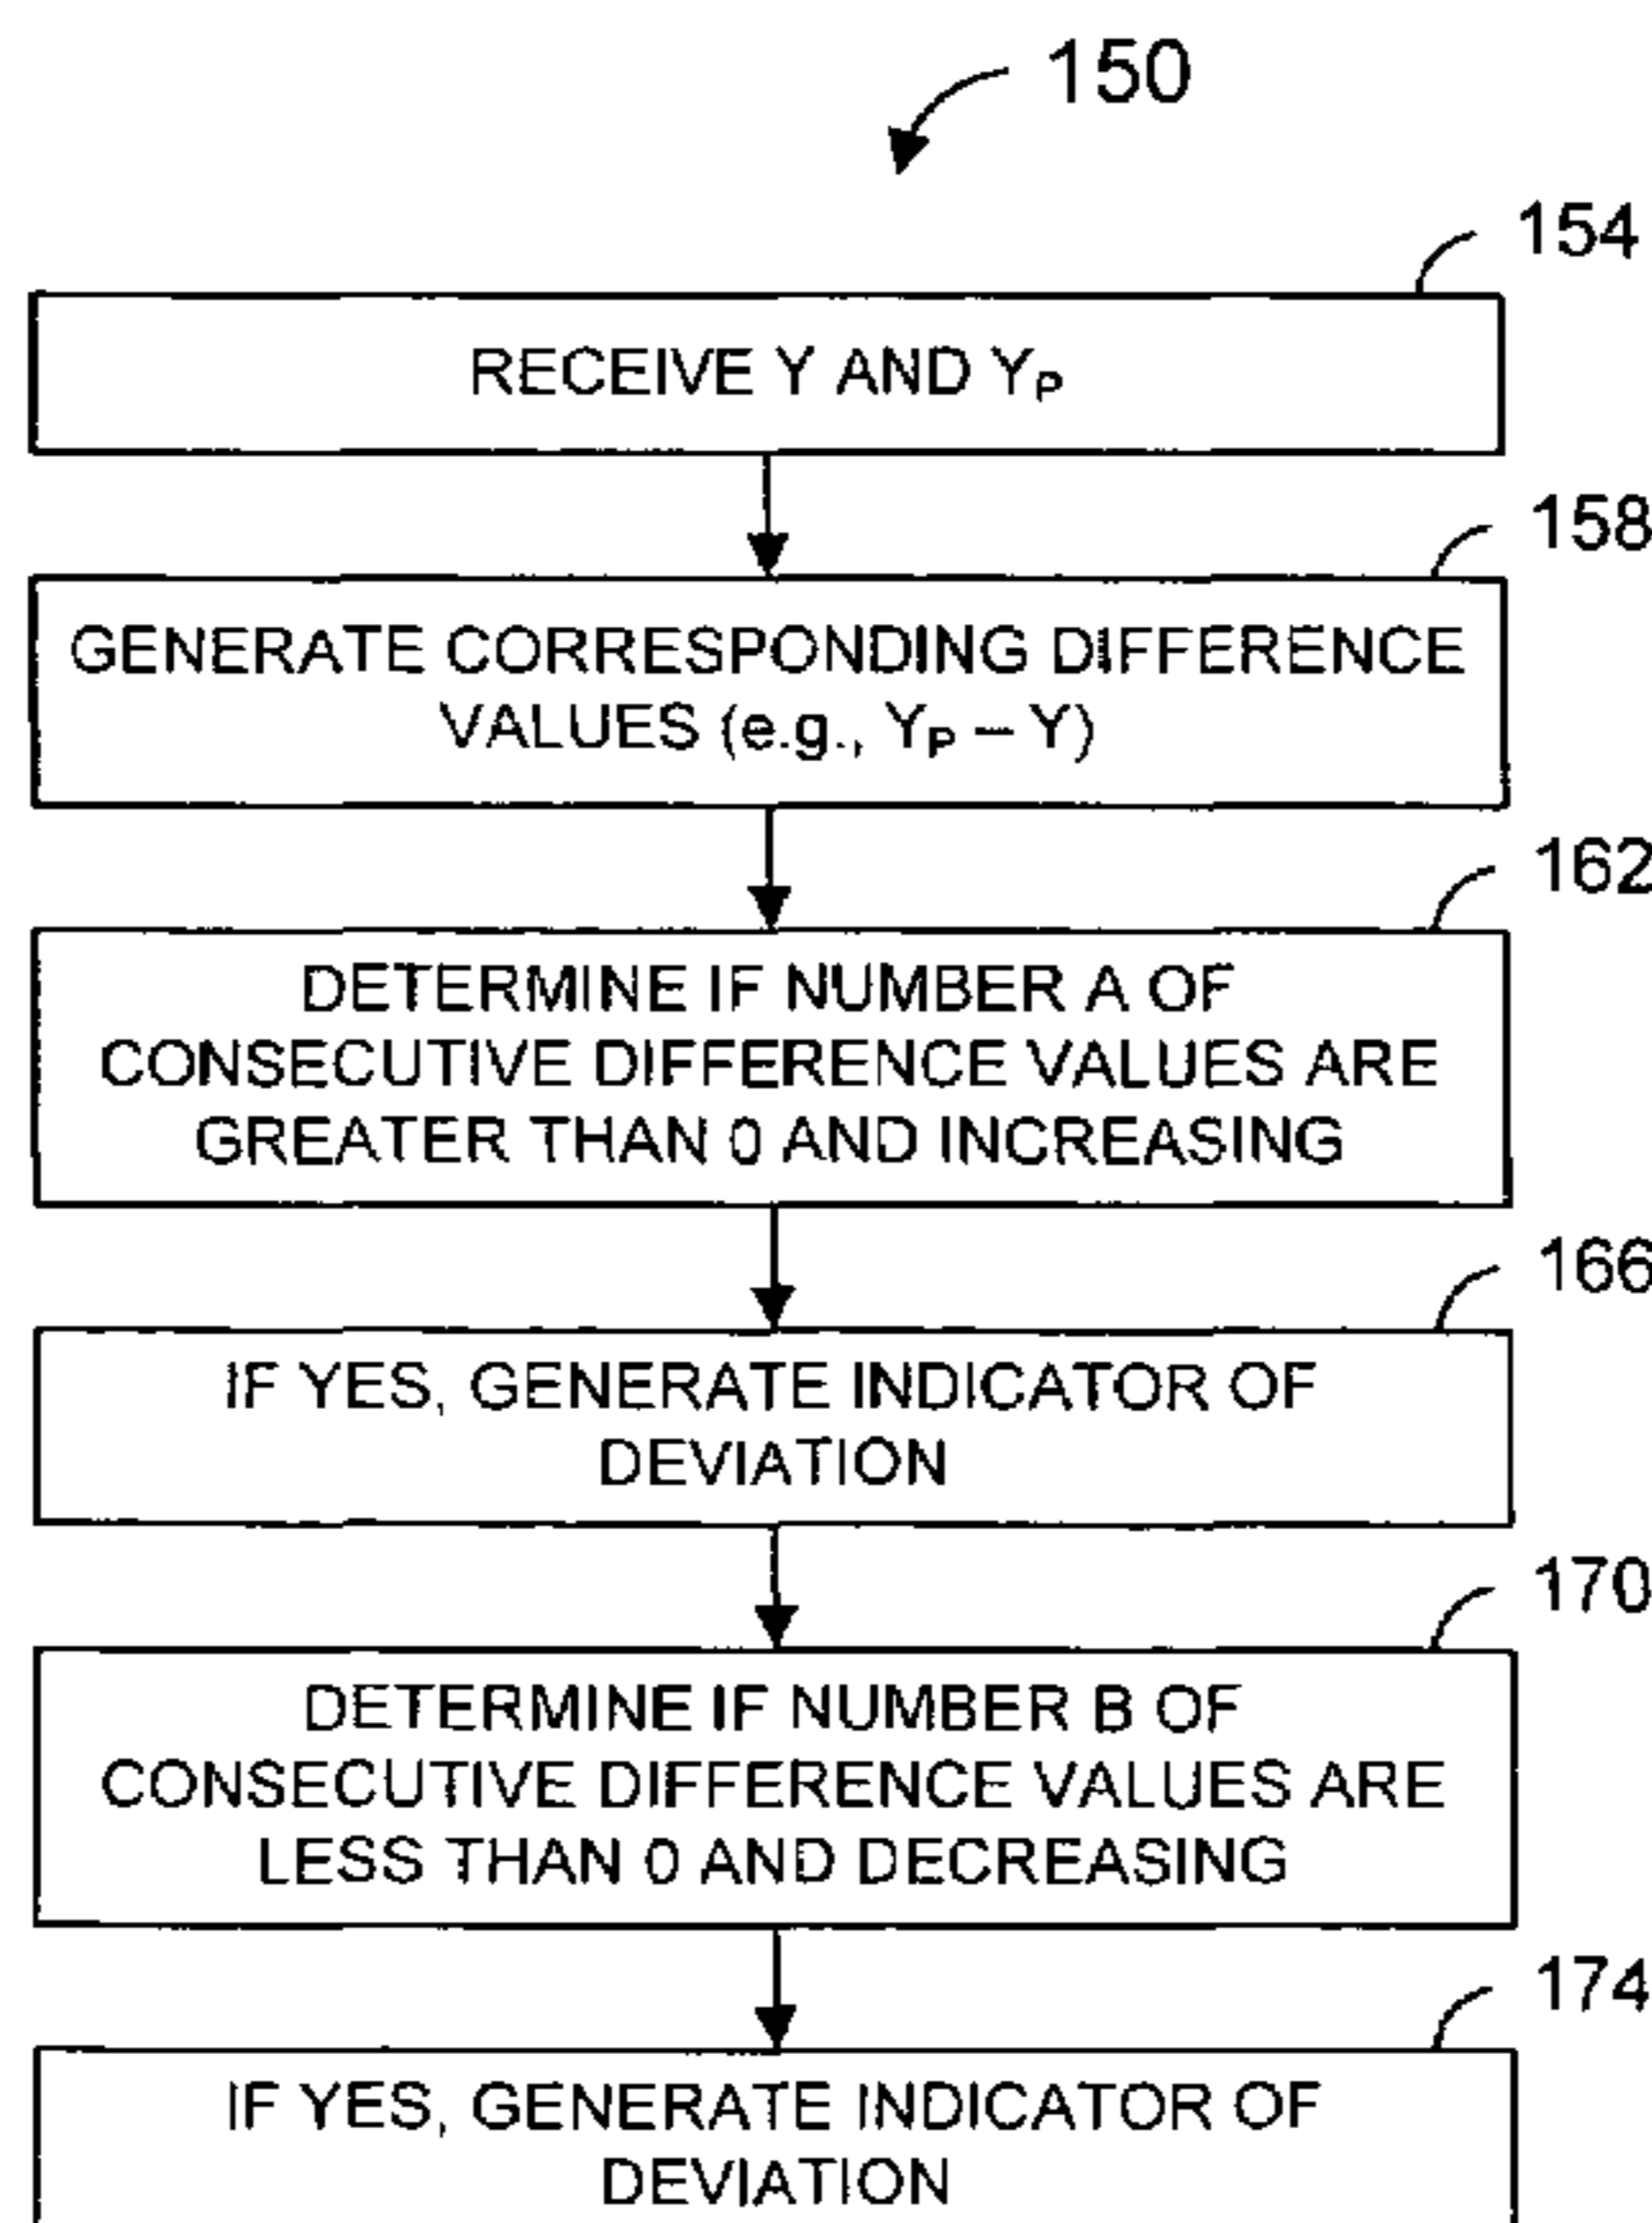 150
154
RECEIVE Y AND Yₚ
158
GENERATE CORRESPONDING DIFFERENCE
VALUES (e.g., Yₚ – Y)
162
DETERMINE IF NUMBER A OF
CONSECUTIVE DIFFERENCE VALUES ARE
GREATER THAN 0 AND INCREASING
166
IF YES, GENERATE INDICATOR OF
DEVIATION
170
DETERMINE IF NUMBER B OF
CONSECUTIVE DIFFERENCE VALUES ARE
LESS THAN 0 AND DECREASING
174
IF YES, GENERATE INDICATOR OF
DEVIATION